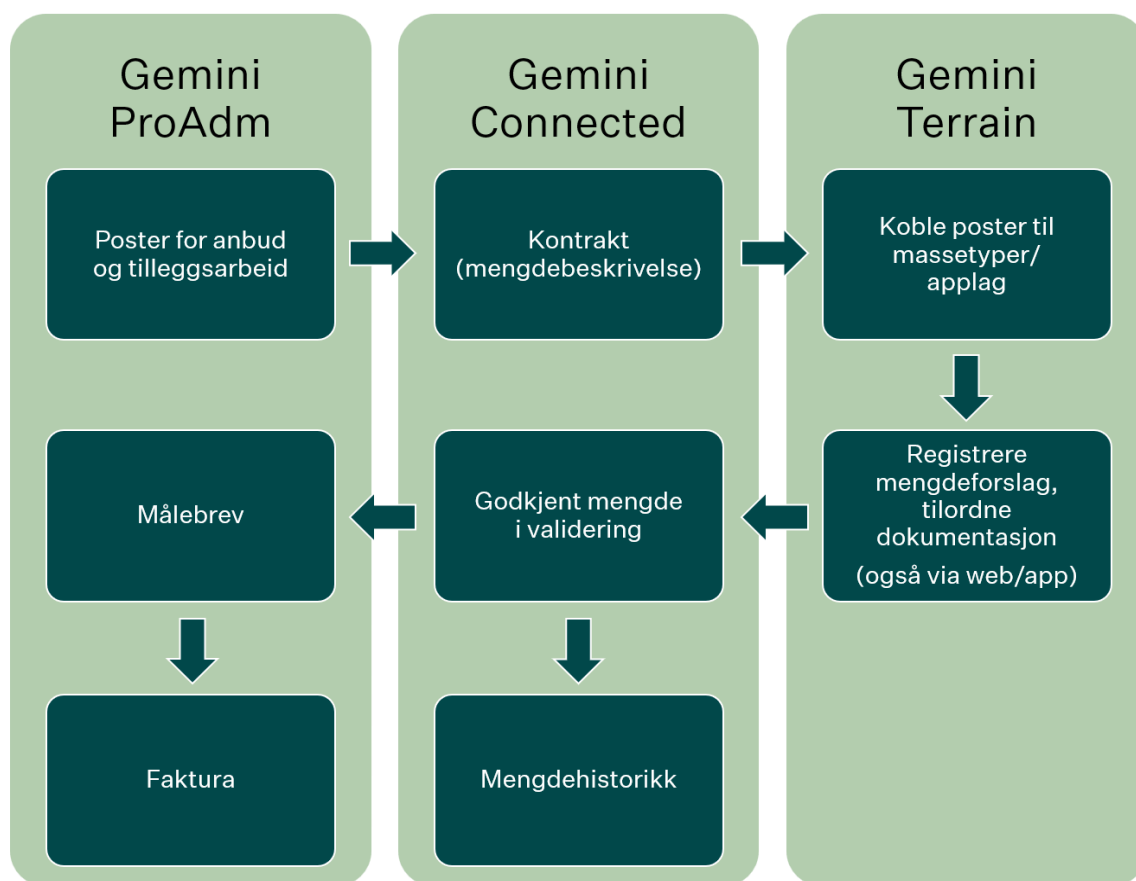 Gemini
ProAdm
Gemini
Connected
Gemini
Terrain
Poster for anbud
og tilleggsarbeid
Kontrakt
(mengdebeskrivelse)
Koble poster til
massetyper/
applag
Målebrev
Godkjent mengde
i validering
Registrere
mengdeforslag,
tilordne
dokumentasjon
(også via web/app)
Faktura
Mengdehistorikk